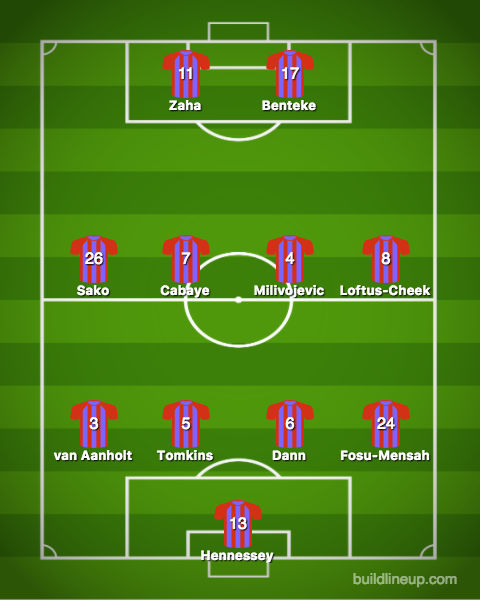 11 17
Zaha Benteke
26 7 4 8
Sako Cabaye Milivojevic Loftus-Cheek
3 5 6 24
van Aanholt Tomkins Dann Fosu-Mensah
13
Hennessey
buildlineup.com